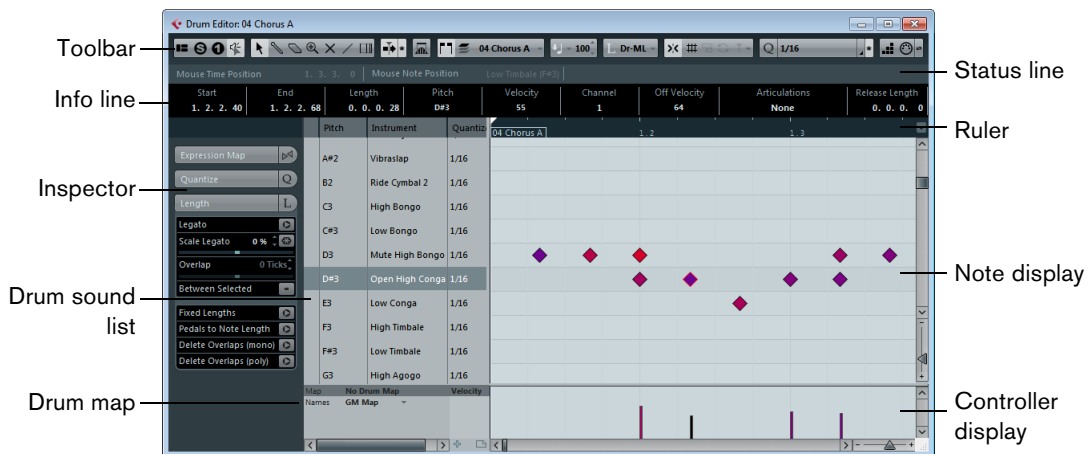 Drum Editor: 04 Chorus A
Toolbar
04 Chorus A
100
Dr-ML
Q 1/16
Mouse Time Position 1. 3. 3. 0 Mouse Note Position Low Timbale (F#3)
Status line
Info line
Start End Length Pitch Velocity Channel Off Velocity Articulations Release Length
1. 2. 2. 40 1. 2. 2. 68 0. 0. 0. 28 D#3 55 1 64 None 0. 0. 0. 0
Pitch Instrument Quantiz
04 Chorus A 1.2 1.3
Ruler
Inspector
Expression Map
Quantize Q
Length L
Legato
Scale Legato 0 %
Overlap 0 Ticks
Between Selected
Fixed Lengths
Pedals to Note Length
Delete Overlaps (mono)
Delete Overlaps (poly)
A#2 Vibraslap 1/16
B2 Ride Cymbal 2 1/16
C3 High Bongo 1/16
C#3 Low Bongo 1/16
D3 Mute High Bongo 1/16
D#3 Open High Conga 1/16
E3 Low Conga 1/16
F3 High Timbale 1/16
F#3 Low Timbale 1/16
G3 High Agogo 1/16
Note display
Drum sound
list
Drum map
Map No Drum Map Velocity
Names GM Map
Controller
display